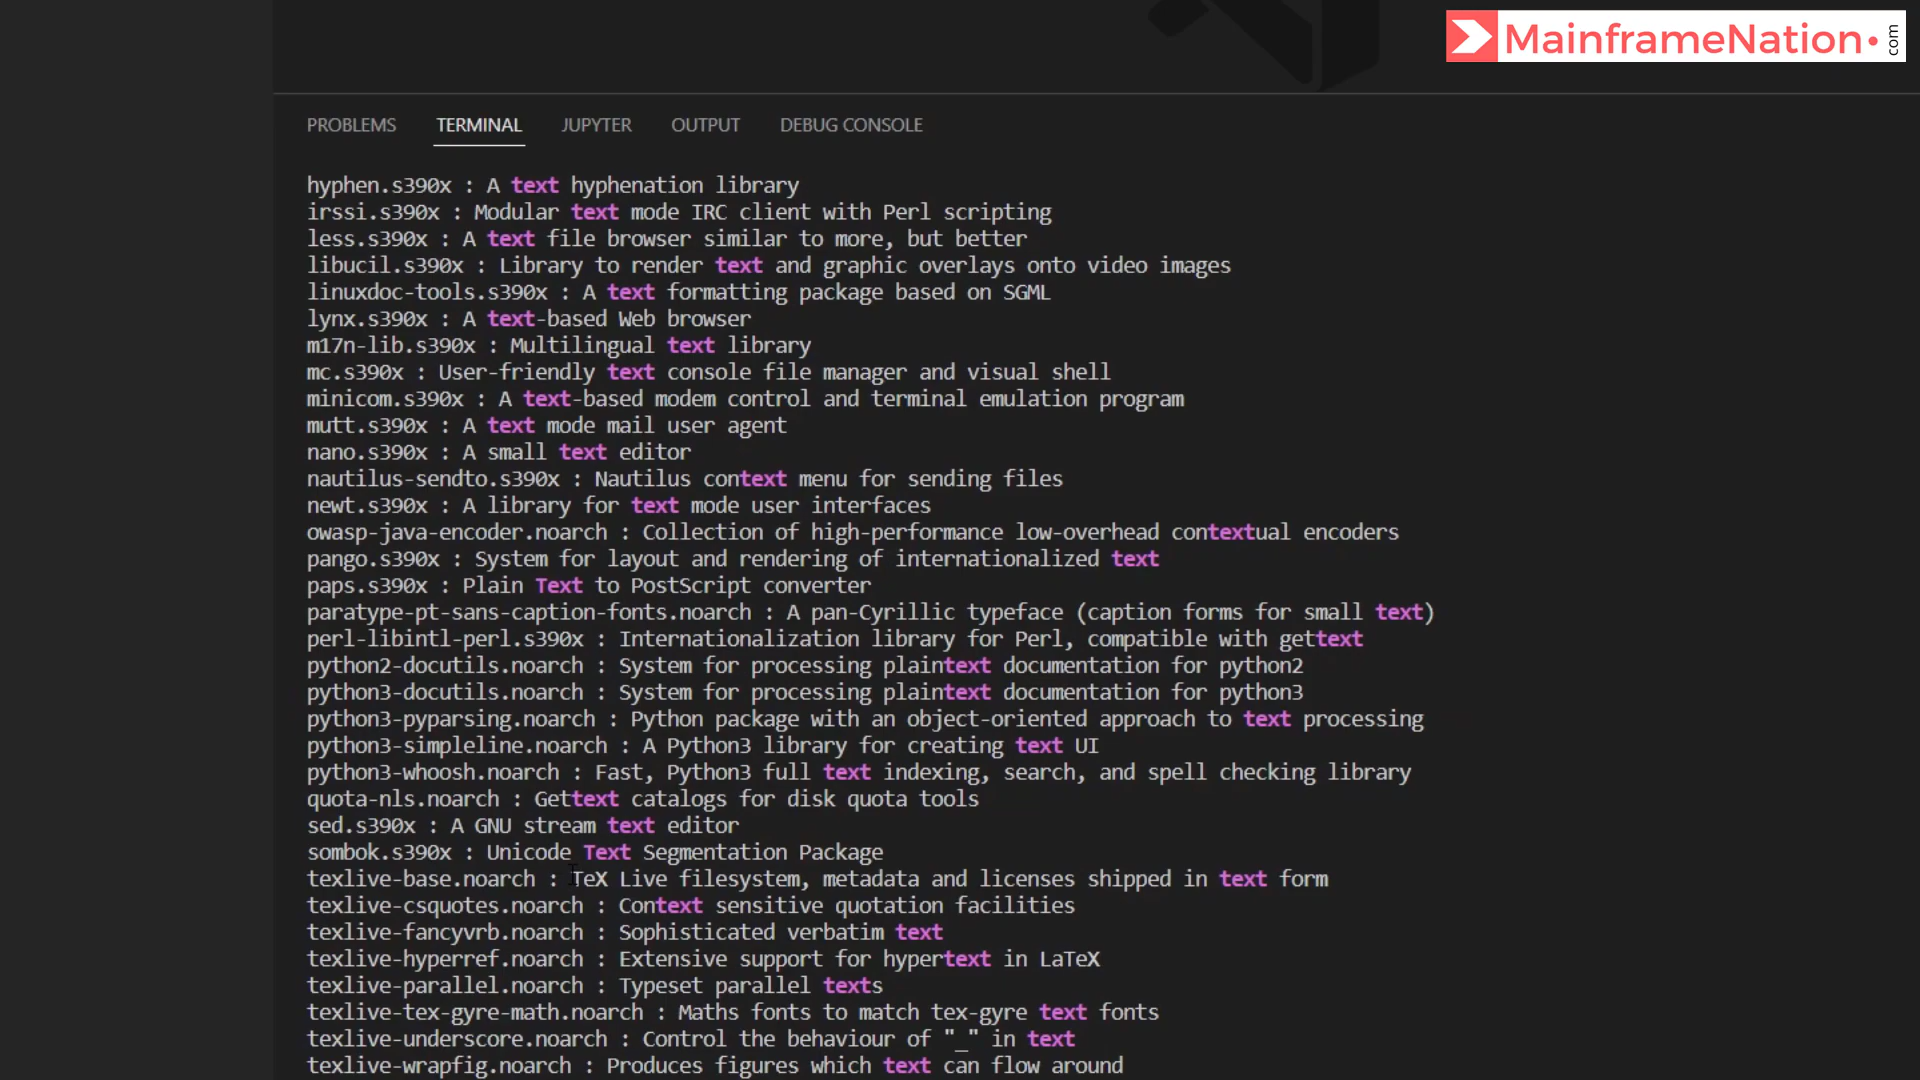 MainframeNation.com
PROBLEMS TERMINAL JUPYTER OUTPUT DEBUG CONSOLE
hyphen.s390x : A text hyphenation library
irssi.s390x : Modular text mode IRC client with Perl scripting
less.s390x : A text file browser similar to more, but better
libucil.s390x : Library to render text and graphic overlays onto video images
linuxdoc-tools.s390x : A text formatting package based on SGML
lynx.s390x : A text-based Web browser
m17n-lib.s390x : Multilingual text library
mc.s390x : User-friendly text console file manager and visual shell
minicom.s390x : A text-based modem control and terminal emulation program
mutt.s390x : A text mode mail user agent
nano.s390x : A small text editor
nautilus-sendto.s390x : Nautilus context menu for sending files
newt.s390x : A library for text mode user interfaces
owasp-java-encoder.noarch : Collection of high-performance low-overhead contextual encoders
pango.s390x : System for layout and rendering of internationalized text
paps.s390x : Plain Text to PostScript converter
paratype-pt-sans-caption-fonts.noarch : A pan-Cyrillic typeface (caption forms for small text)
perl-libintl-perl.s390x : Internationalization library for Perl, compatible with gettext
python2-docutils.noarch : System for processing plaintext documentation for python2
python3-docutils.noarch : System for processing plaintext documentation for python3
python3-pyparsing.noarch : Python package with an object-oriented approach to text processing
python3-simpleline.noarch : A Python3 library for creating text UI
python3-whoosh.noarch : Fast, Python3 full text indexing, search, and spell checking library
quota-nls.noarch : Gettext catalogs for disk quota tools
sed.s390x : A GNU stream text editor
sombok.s390x : Unicode Text Segmentation Package
texlive-base.noarch : TeX Live filesystem, metadata and licenses shipped in text form
texlive-csquotes.noarch : Context sensitive quotation facilities
texlive-fancyvrb.noarch : Sophisticated verbatim text
texlive-hyperref.noarch : Extensive support for hypertext in LaTeX
texlive-parallel.noarch : Typeset parallel texts
texlive-tex-gyre-math.noarch : Maths fonts to match tex-gyre text fonts
texlive-underscore.noarch : Control the behaviour of "_" in text
texlive-wrapfig.noarch : Produces figures which text can flow around